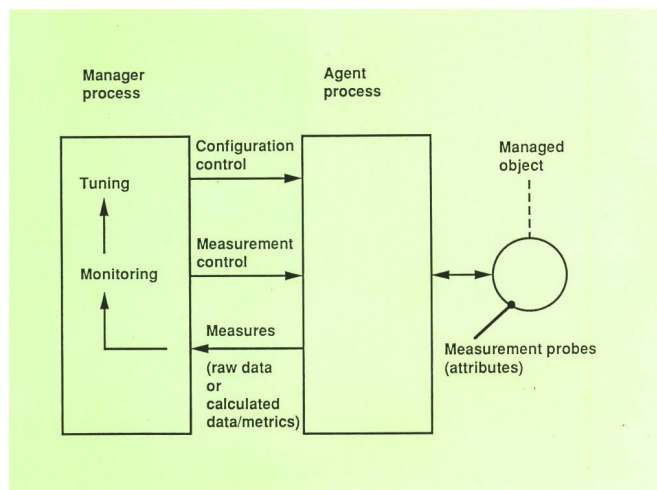 Manager
process
Agent
process
Configuration
control
Managed
object
Tuning
Measurement
control
Monitoring
Measures
(raw data
or
calculated
data/metrics)
Measurement probes
(attributes)